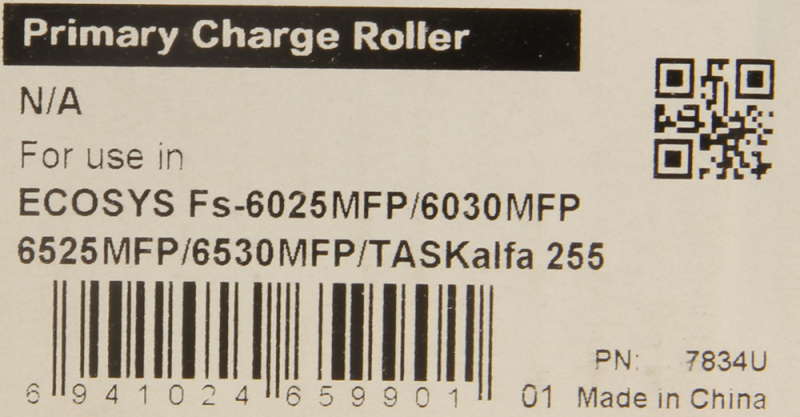 Primary Charge Roller
N/A
For use in
ECOSYS Fs-6025MFP/6030MFP
6525MFP/6530MFP/TASKalfa 255
PN: 7834U
6 941024 659901 01 Made in China